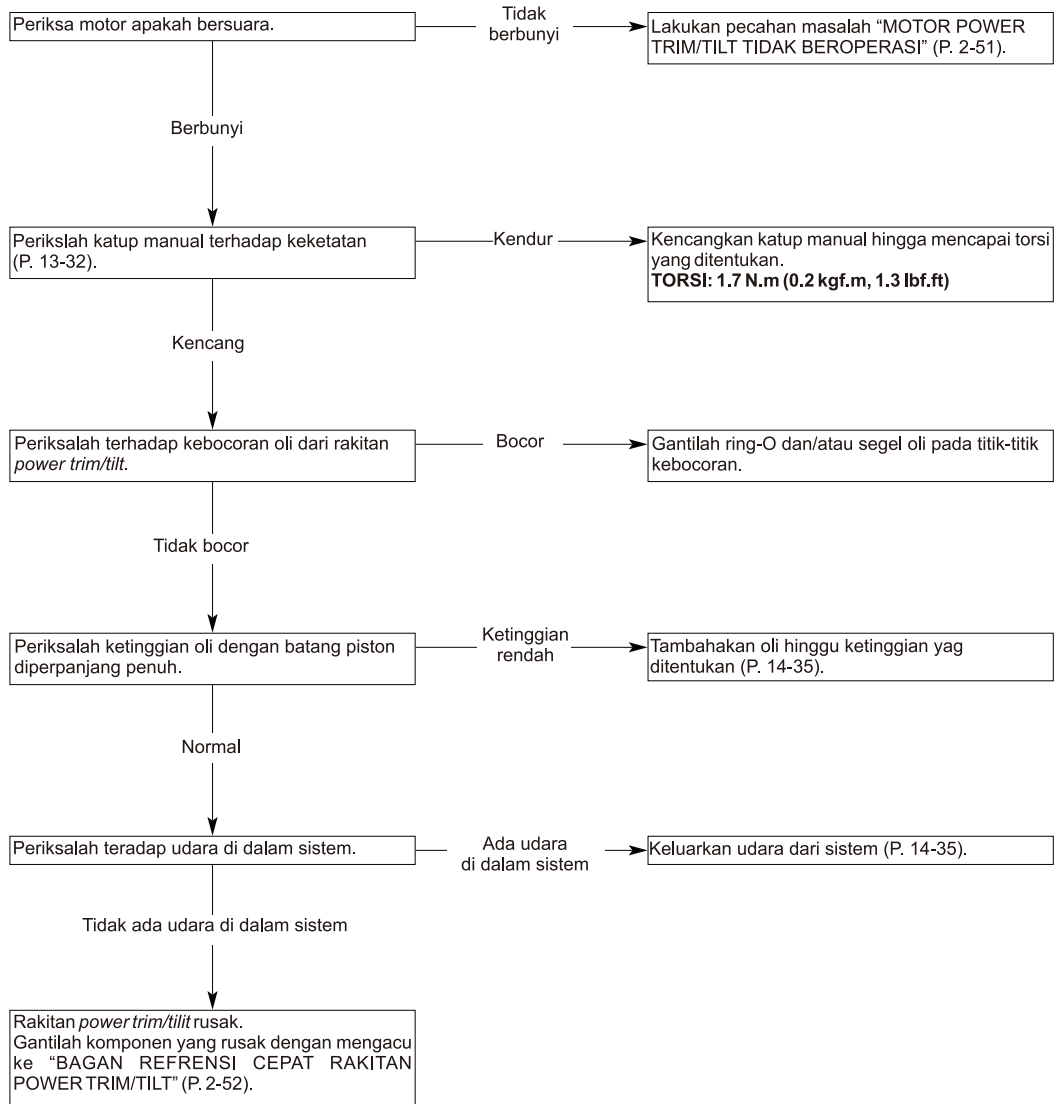 Periksa motor apakah bersuara.
Tidak
berbunyi
Lakukan pecahan masalah “MOTOR POWER
TRIM/TILT TIDAK BEROPERASI” (P. 2-51).
Berbunyi
Perikslah katup manual terhadap keketatan
(P. 13-32).
Kendur
Kencangkan katup manual hingga mencapai torsi
yang ditentukan.
TORSI: 1.7 N.m (0.2 kgf.m, 1.3 lbf.ft)
Kencang
Periksalah terhadap kebocoran oli dari rakitan
power trim/tilt.
Bocor
Gantilah ring-O dan/atau segel oli pada titik-titik
kebocoran.
Tidak bocor
Periksalah ketinggian oli dengan batang piston
diperpanjang penuh.
Ketinggian
rendah
Tambahakan oli hinggu ketinggian yag
ditentukan (P. 14-35).
Normal
Periksalah teradap udara di dalam sistem.
Ada udara
di dalam sistem
Keluarkan udara dari sistem (P. 14-35).
Tidak ada udara di dalam sistem
Rakitan power trim/tilit rusak.
Gantilah komponen yang rusak dengan mengacu
ke “BAGAN REFRENSI CEPAT RAKITAN
POWER TRIM/TILT” (P. 2-52).